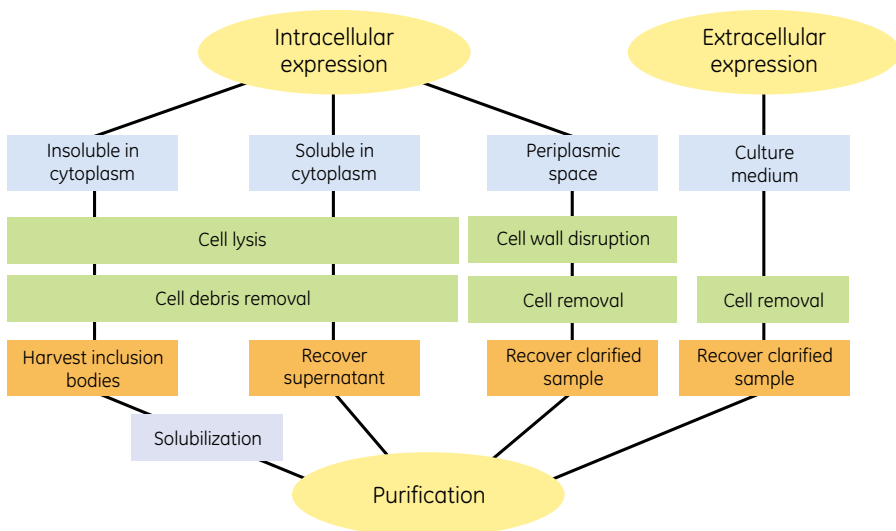 Intracellular
expression
Extracellular
expression
Insoluble in
cytoplasm
Soluble in
cytoplasm
Periplasmic
space
Culture
medium
Cell lysis
Cell wall disruption
Cell debris removal
Cell removal
Cell removal
Harvest inclusion
bodies
Recover
supernatant
Recover clarified
sample
Recover clarified
sample
Solubilization
Purification